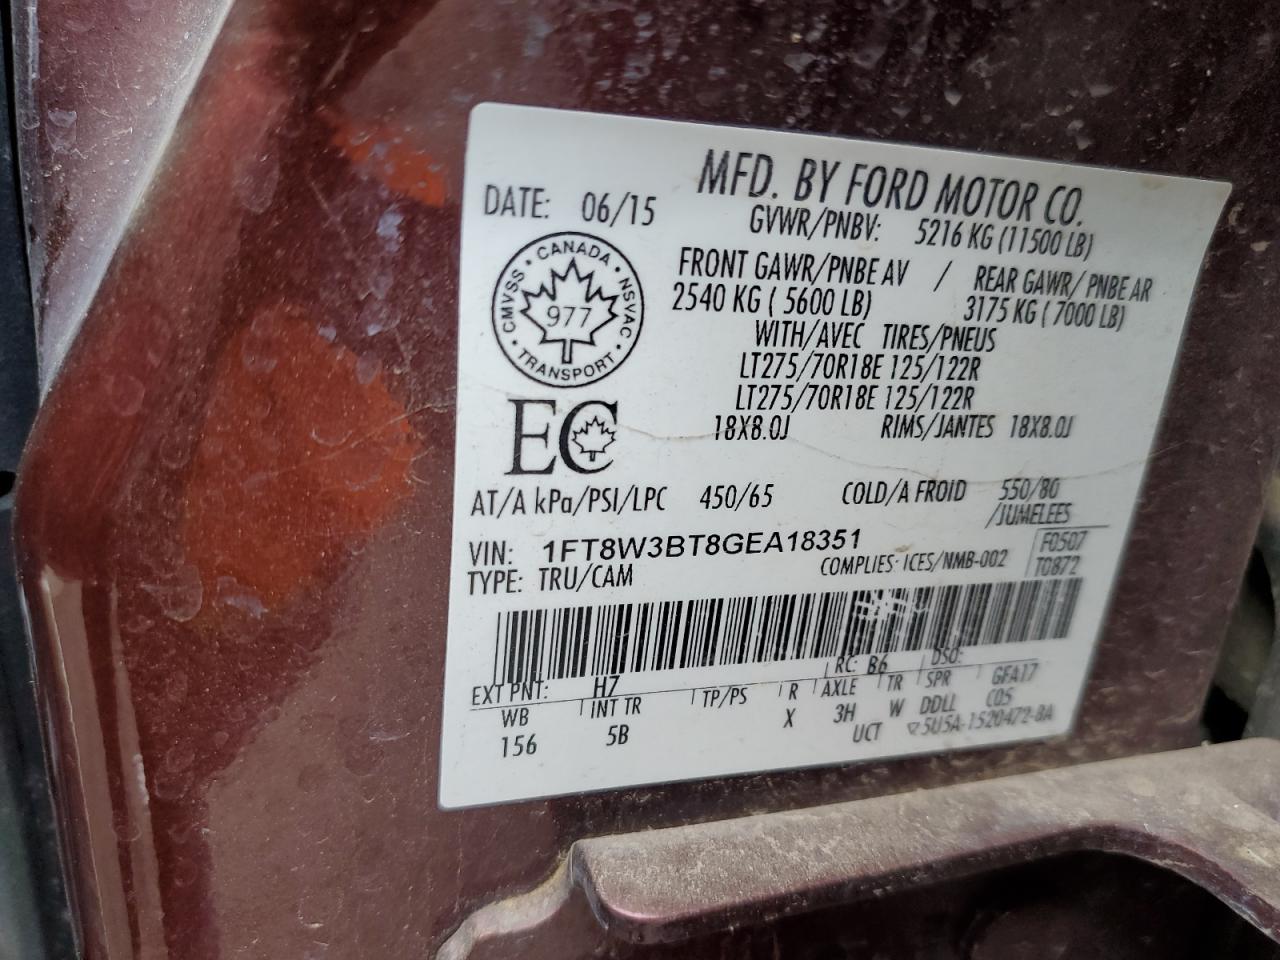 MFD. BY FORD MOTOR CO.
DATE: 06/15 GVWR/PNBV: 5216 KG (11500 LB)
FRONT GAWR/PNBE AV / REAR GAWR/PNBE AR
2540 KG ( 5600 LB) 3175 KG ( 7000 LB)
WITH/AVEC TIRES/PNEUS
LT275/70R18E 125/122R
LT275/70R18E 125/122R
18X8.0J RIMS/JANTES 18X8.0J
CMVSS · CANADA · NSVAC · TRANSPORT ·
977
EC
AT/A kPa/PSI/LPC 450/65 COLD/A FROID 550/80
/JUMELEES
VIN: 1FT8W3BT8GEA18351 F0507
TYPE: TRU/CAM COMPLIES: ICES/NMB-002 T0872
EXT PNT: H7 RC: B6 DSO:
WB INT TR TP/PS R AXLE TR SPR GFA17
156 5B X 3H W DDLL C05
UCT 5U5A-1520472-BA